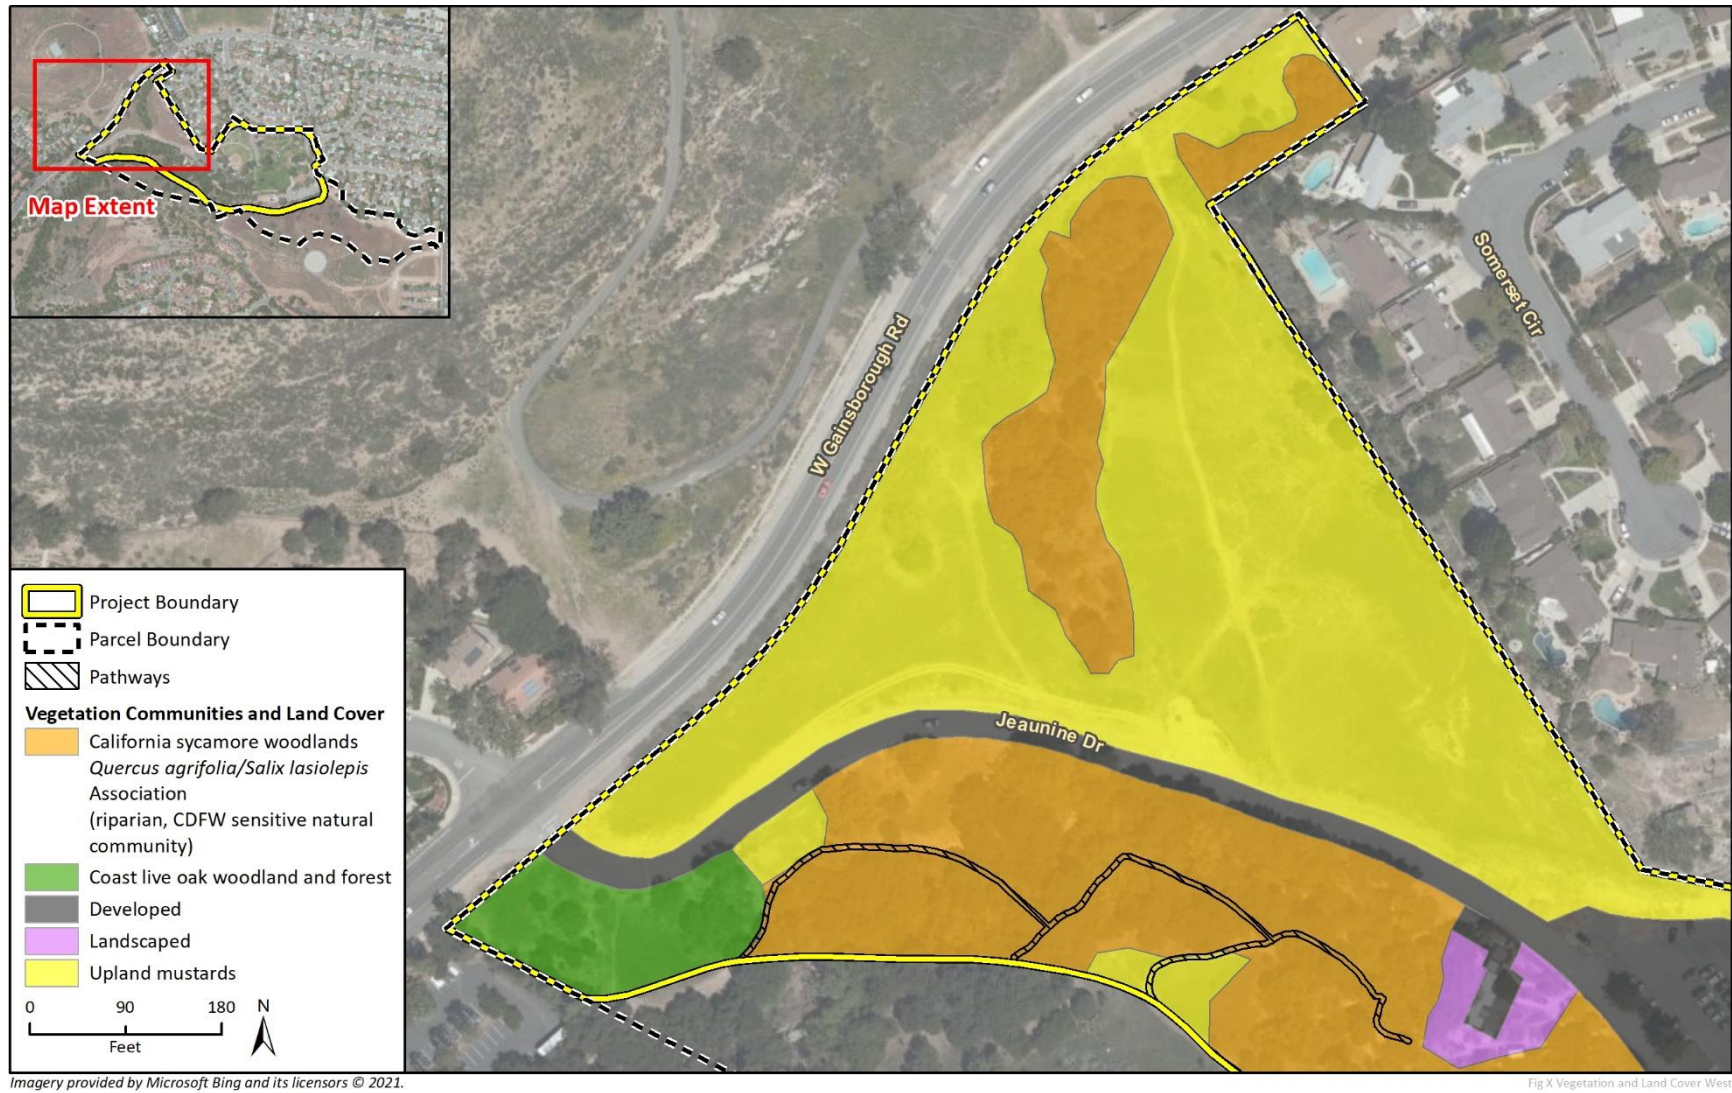 Map Extent
W Gainsborough Rd
Somerset Cir
Jeaunine Dr
Project Boundary
Parcel Boundary
Pathways
Vegetation Communities and Land Cover
California sycamore woodlands
Quercus agrifolia/Salix lasiolepis
Association
(riparian, CDFW sensitive natural
community)
Coast live oak woodland and forest
Developed
Landscaped
Upland mustards
0 90 180
Feet
N
Imagery provided by Microsoft Bing and its licensors © 2021.
Fig X Vegetation and Land Cover West